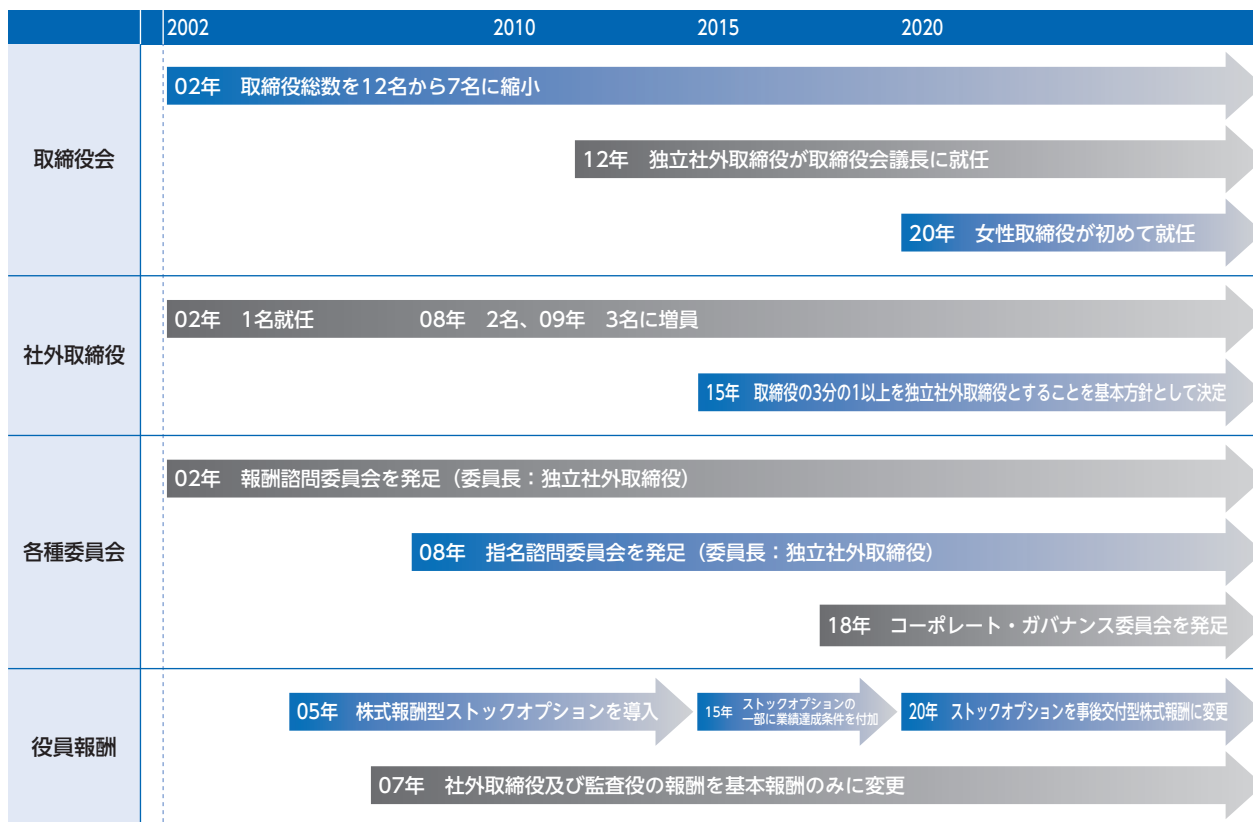 2002 2010 2015 2020
取締役会
02年 取締役総数を12名から7名に縮小
12年 独立社外取締役が取締役会議長に就任
20年 女性取締役が初めて就任
社外取締役
02年 1名就任 08年 2名、09年 3名に増員
15年 取締役の3分の1以上を独立社外取締役とすることを基本方針として決定
各種委員会
02年 報酬諮問委員会を発足（委員長：独立社外取締役）
08年 指名諮問委員会を発足（委員長：独立社外取締役）
18年 コーポレート・ガバナンス委員会を発足
役員報酬
05年 株式報酬型ストックオプションを導入
15年 ストックオプションの
一部に業績達成条件を付加
20年 ストックオプションを事後交付型株式報酬に変更
07年 社外取締役及び監査役の報酬を基本報酬のみに変更